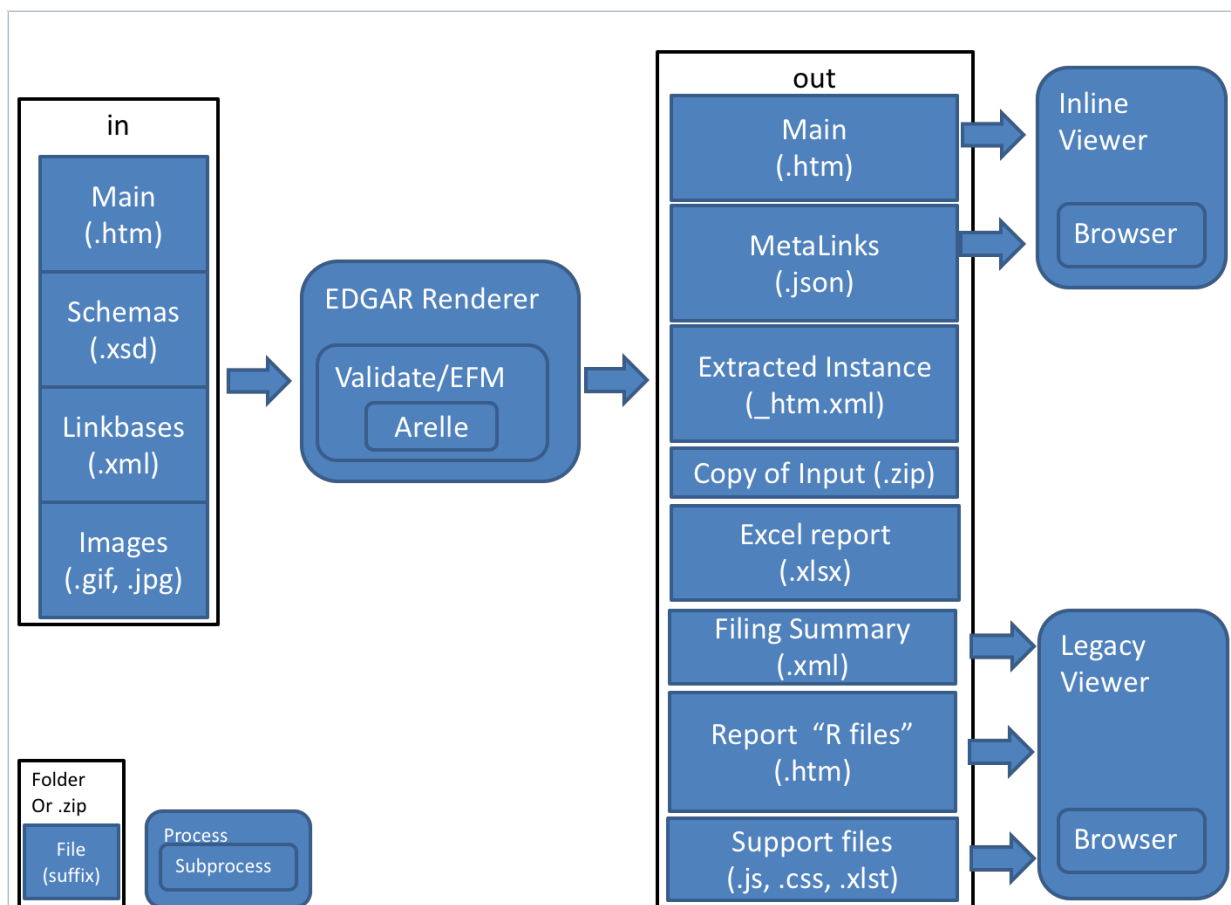 in
Main
(.htm)
Schemas
(.xsd)
Linkbases
(.xml)
Images
(.gif, .jpg)
EDGAR Renderer
Validate/EFM
Arelle
out
Main
(.htm)
MetaLinks
(.json)
Extracted Instance
(_htm.xml)
Copy of Input (.zip)
Excel report
(.xlsx)
Filing Summary
(.xml)
Report “R files”
(.htm)
Support files
(.js, .css, .xlst)
Inline
Viewer
Browser
Legacy
Viewer
Browser
Folder
Or .zip
File
(suffix)
Process
Subprocess